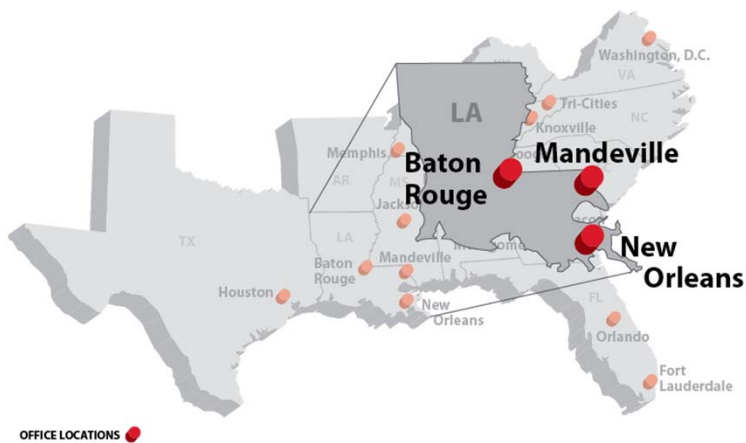 Washington, D.C.
VA
Tri-Cities
NC
Knoxville
LA
Memphis
AR
MS
Baton
Rouge
Mandeville
TX
LA
Baton
Rouge
Mandeville
New
Orleans
Houston
New
Orleans
FL
Orlando
Fort
Lauderdale
OFFICE LOCATIONS